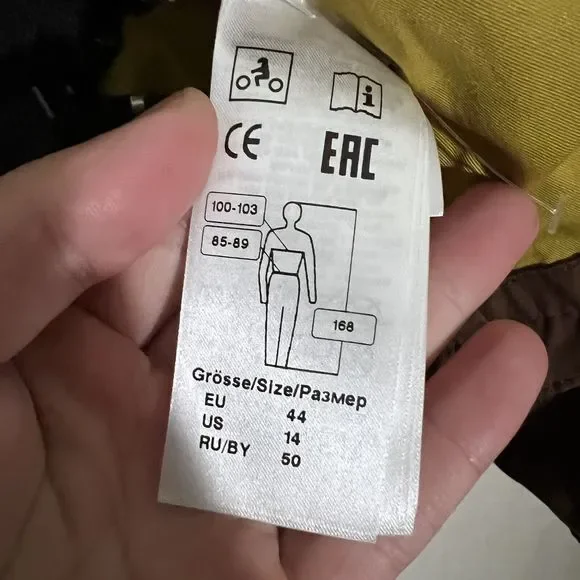 i
CE
EAC
100-103
85-89
168
Grösse/Size/Размер
EU 44
US 14
RU/BY 50